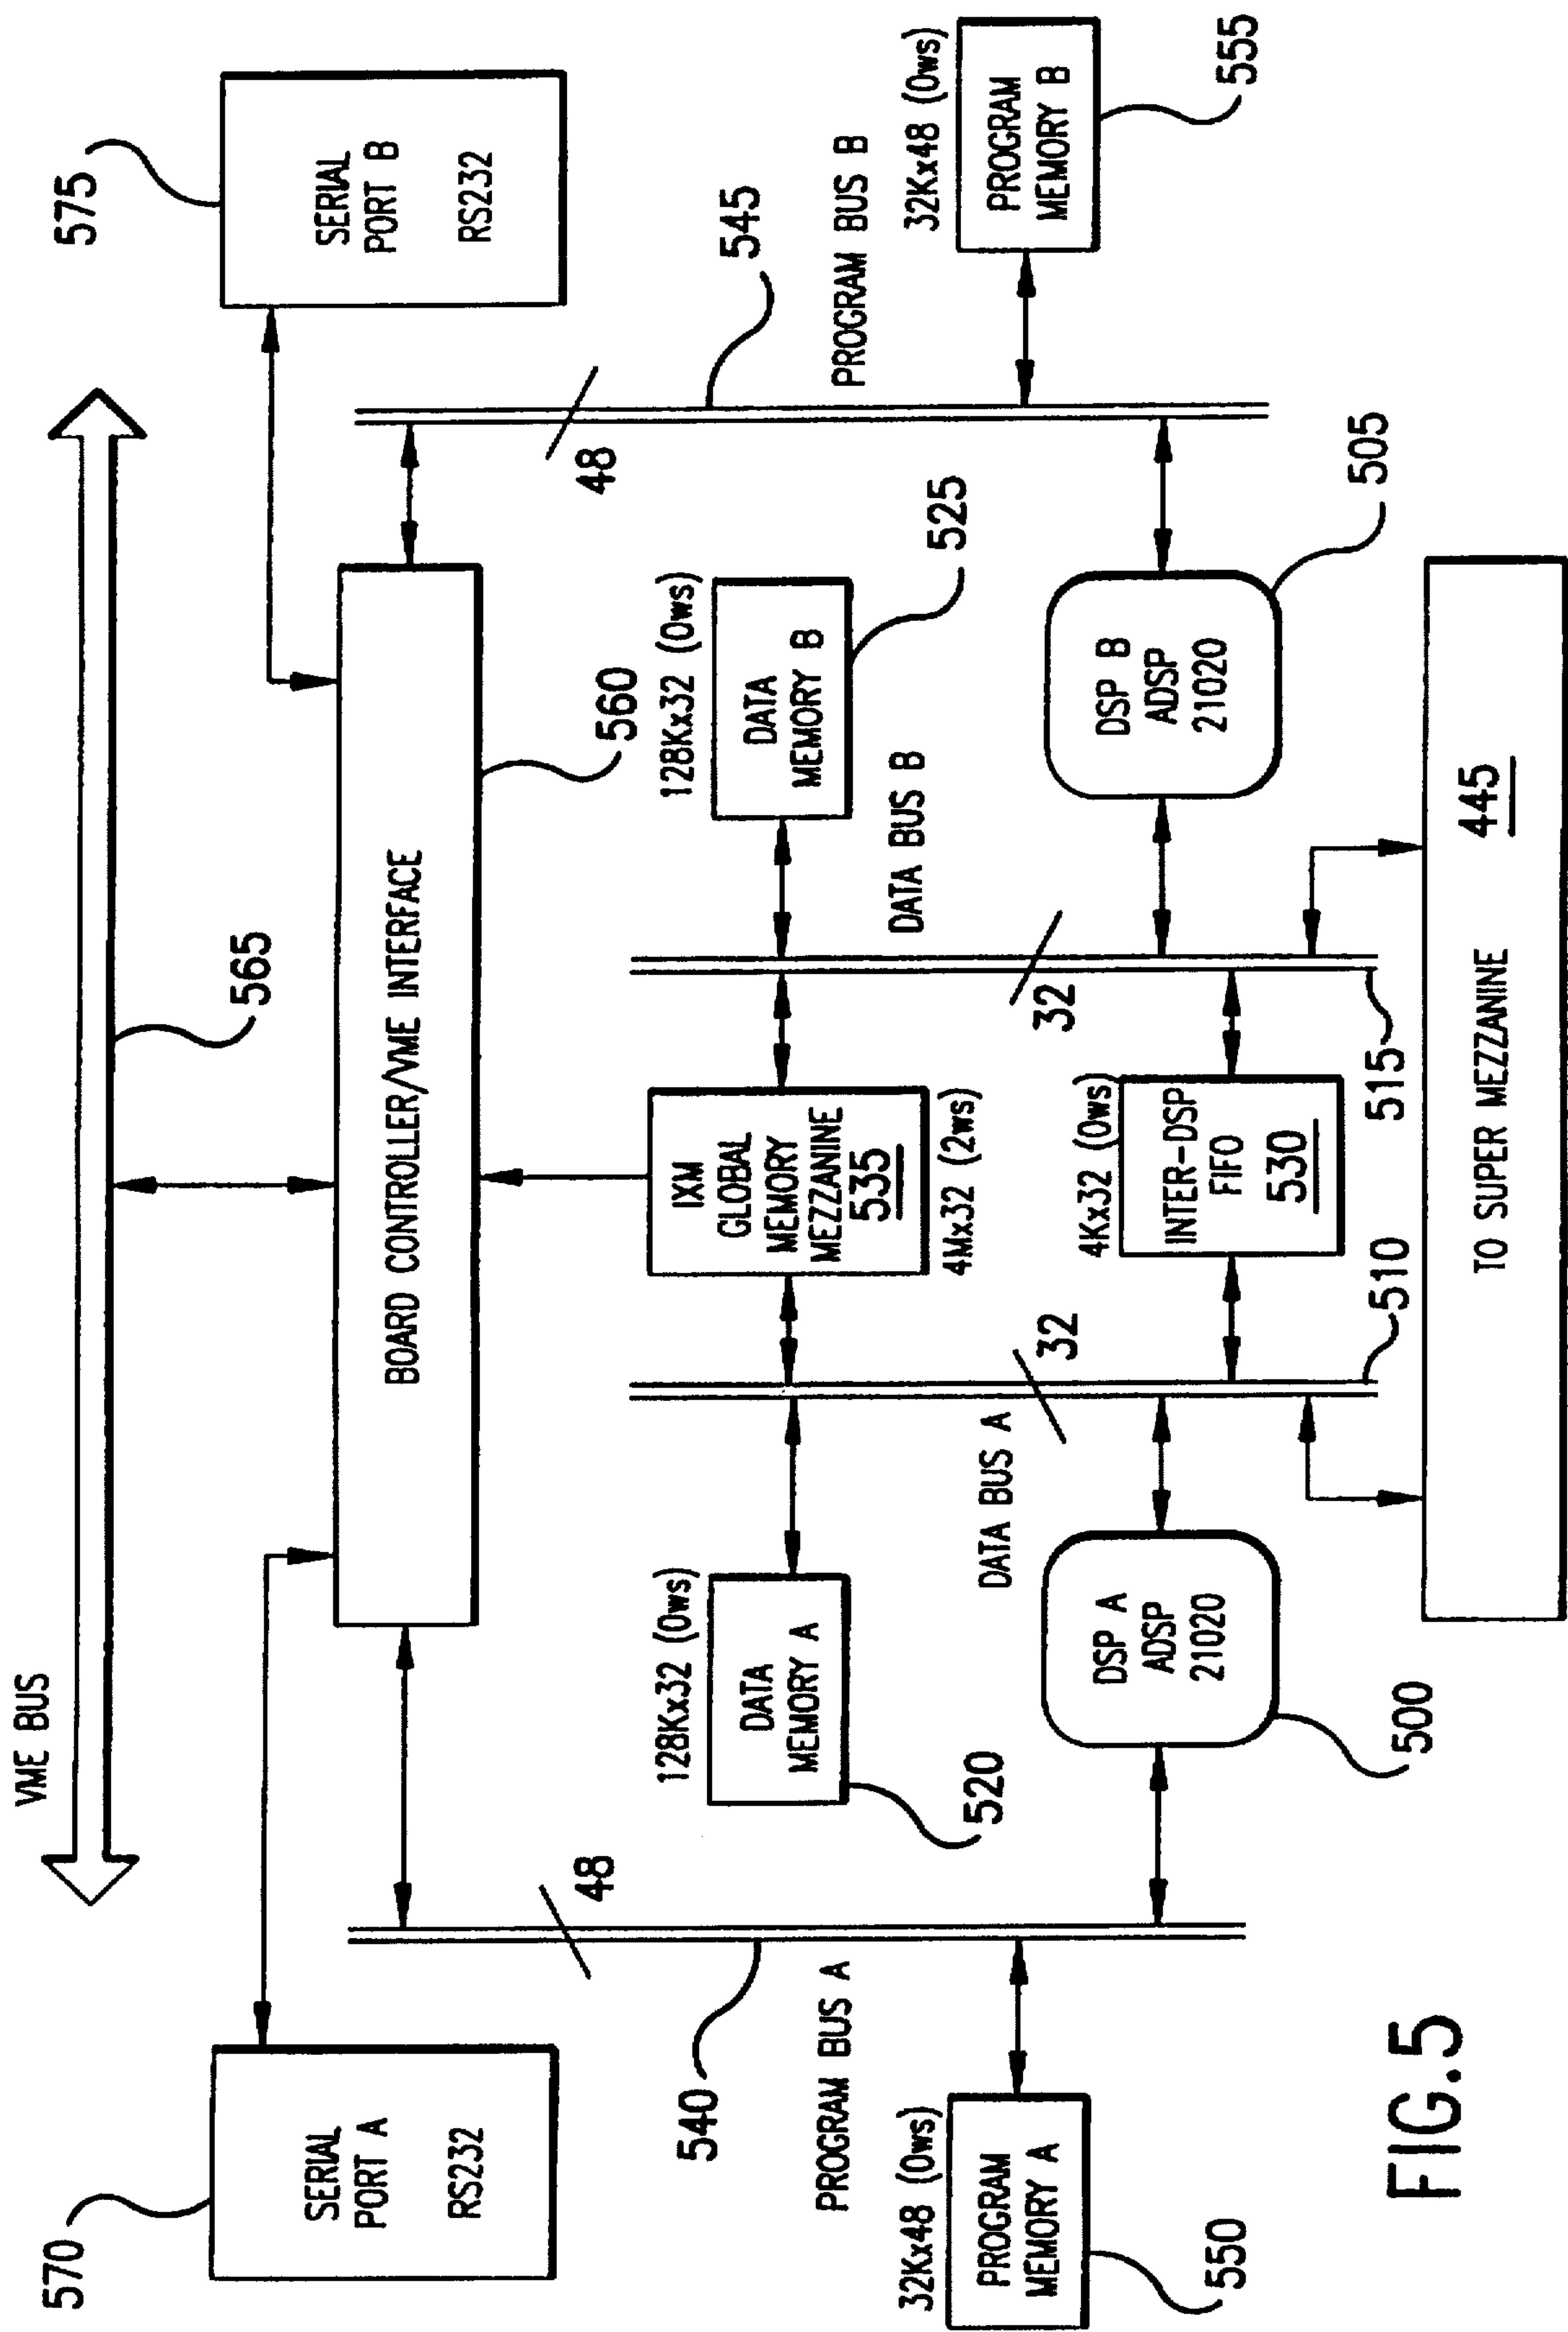 VME BUS
565
570
SERIAL
PORT A
RS232
575
SERIAL
PORT B
RS232
BOARD CONTROLLER/VME INTERFACE
560
48
48
540
PROGRAM BUS A
545
PROGRAM BUS B
128Kx32 (0ws)
DATA
MEMORY A
520
IXM
GLOBAL
MEMORY
MEZZANINE
535
4Mx32 (2ws)
128Kx32 (0ws)
DATA
MEMORY B
525
DATA BUS A
32
DATA BUS B
32
32Kx48 (0ws)
PROGRAM
MEMORY A
550
DSP A
ADSP
21020
500
4Kx32 (0ws)
INTER-DSP
FIFO
530
DSP B
ADSP
21020
505
32Kx48 (0ws)
PROGRAM
MEMORY B
555
510
515
TO SUPER MEZZANINE 445
FIG.5